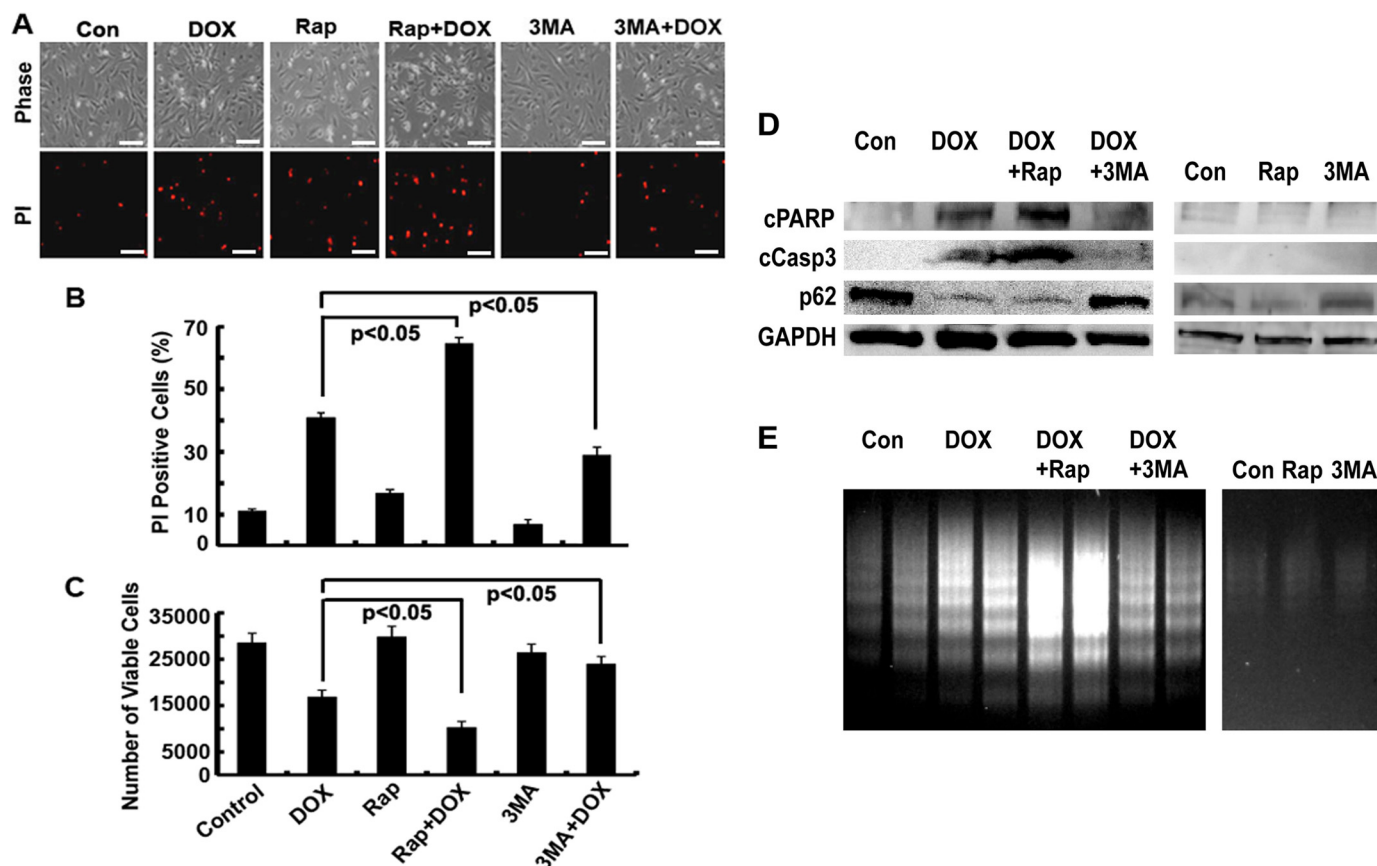 A
Con DOX Rap Rap+DOX 3MA 3MA+DOX
Phase
PI
B
p<0.05
p<0.05
PI Positive Cells (%)
70
50
30
10
0
C
p<0.05
p<0.05
Number of Viable Cells
35000
25000
15000
5000
0
Control DOX Rap Rap+DOX 3MA 3MA+DOX
D
Con DOX DOX DOX
+Rap +3MA
Con Rap 3MA
cPARP
cCasp3
p62
GAPDH
E
Con DOX DOX DOX
+Rap +3MA
Con Rap 3MA